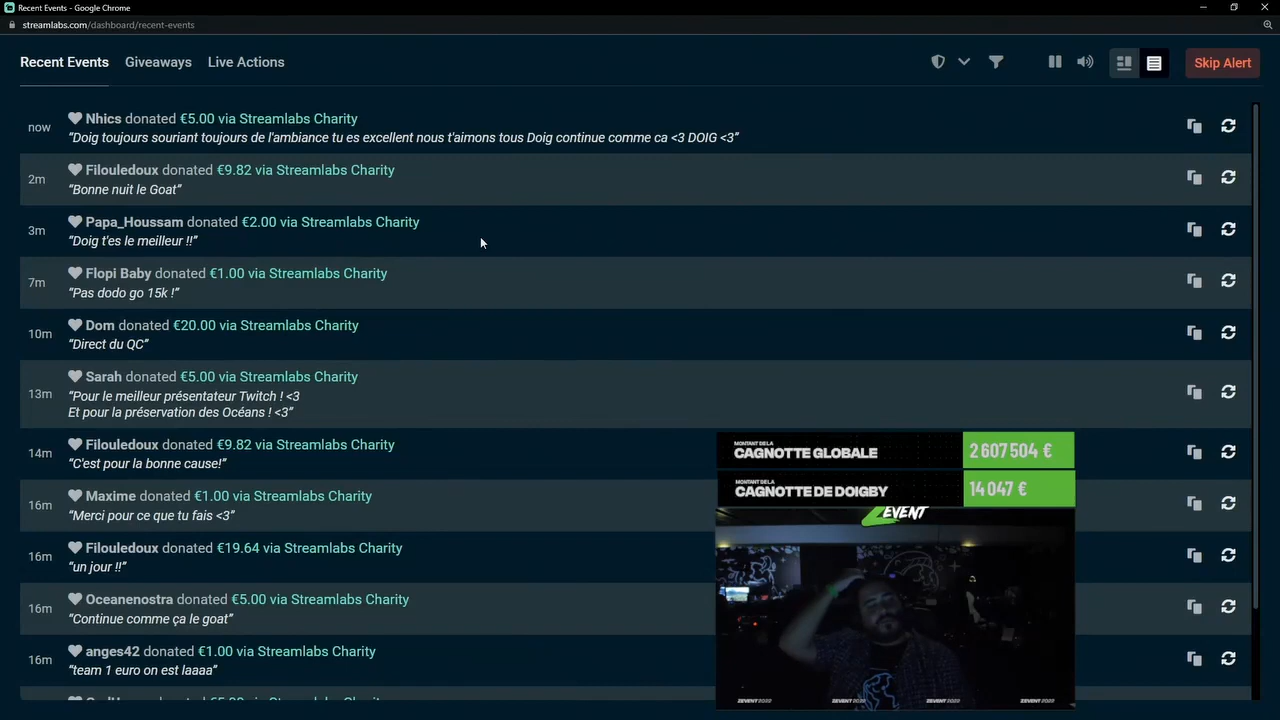 Recent Events - Google Chrome
streamlabs.com/dashboard/recent-events
Recent Events Giveaways Live Actions Skip Alert
now Nhics donated €5.00 via Streamlabs Charity
"Doig toujours souriant toujours de l'ambiance tu es excellent nous t'aimons tous Doig continue comme ca <3 DOIG <3"
2m Filouledoux donated €9.82 via Streamlabs Charity
"Bonne nuit le Goat"
3m Papa_Houssam donated €2.00 via Streamlabs Charity
"Doig t'es le meilleur !!"
7m Flopi Baby donated €1.00 via Streamlabs Charity
"Pas dodo go 15k !"
10m Dom donated €20.00 via Streamlabs Charity
"Direct du QC"
13m Sarah donated €5.00 via Streamlabs Charity
"Pour le meilleur présentateur Twitch ! <3
Et pour la préservation des Océans ! <3"
14m Filouledoux donated €9.82 via Streamlabs Charity
"C'est pour la bonne cause!"
16m Maxime donated €1.00 via Streamlabs Charity
"Merci pour ce que tu fais <3"
16m Filouledoux donated €19.64 via Streamlabs Charity
"un jour !!"
16m Oceanenostra donated €5.00 via Streamlabs Charity
"Continue comme ça le goat"
16m anges42 donated €1.00 via Streamlabs Charity
"team 1 euro on est laaaa"
MONTANT DE LA
CAGNOTTE GLOBALE 2 607 504 €
MONTANT DE LA
CAGNOTTE DE DOIGBY 14 047 €
ZEVENT
ZEVENT 2022 ZEVENT 2022 ZEVENT 2022 ZEVENT 2022